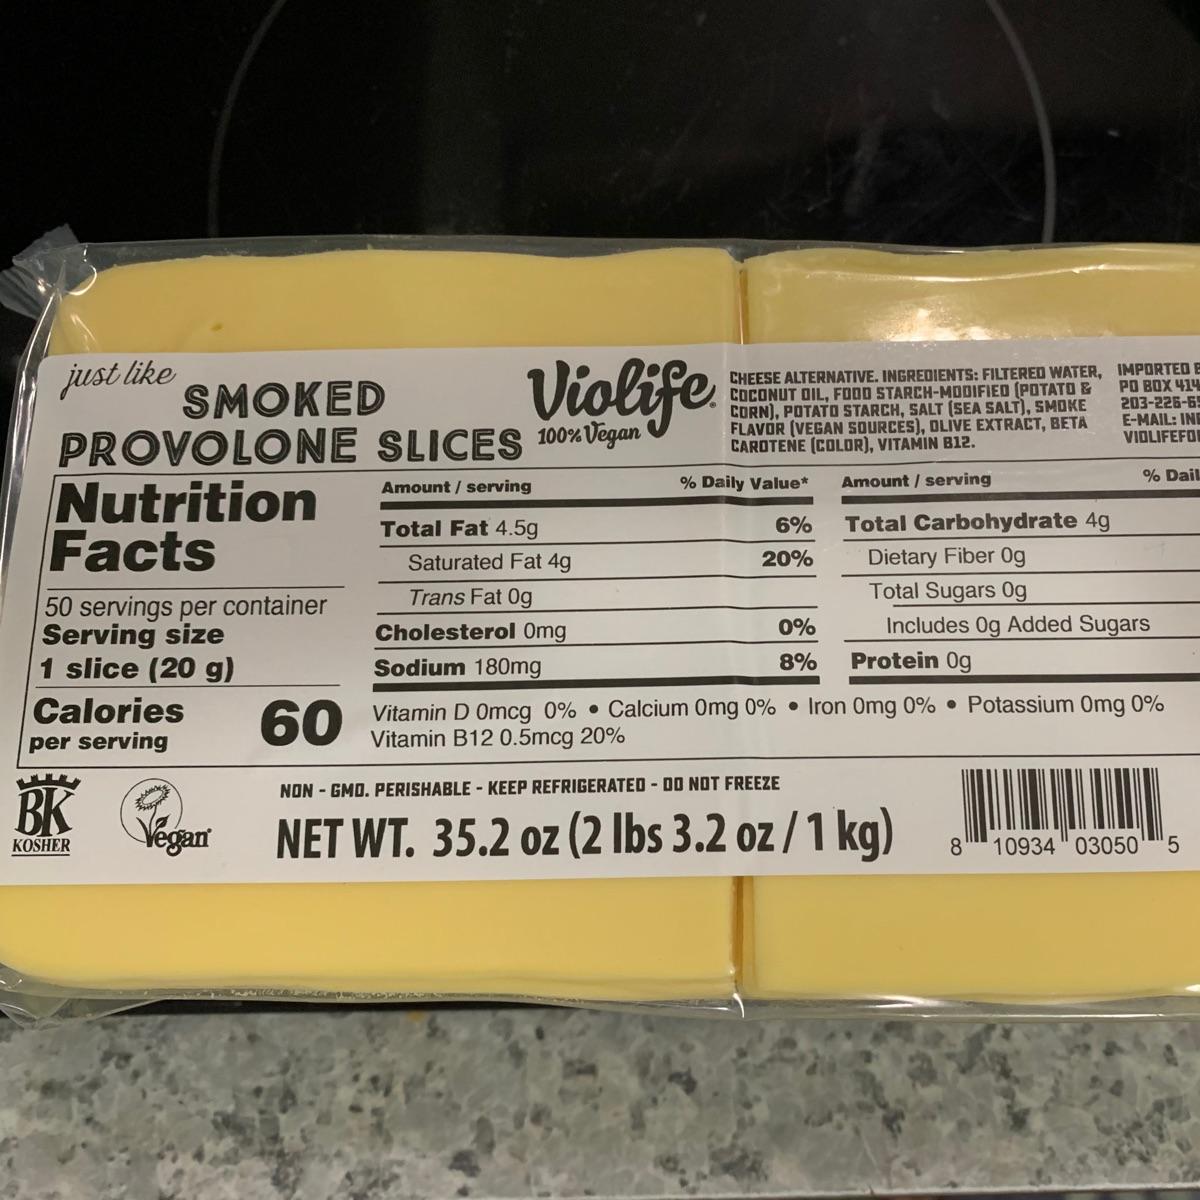 just like
SMOKED
PROVOLONE SLICES
Violife
100% Vegan
CHEESE ALTERNATIVE. INGREDIENTS: FILTERED WATER,
COCONUT OIL, FOOD STARCH-MODIFIED (POTATO &
CORN), POTATO STARCH, SALT (SEA SALT), SMOKE
FLAVOR (VEGAN SOURCES), OLIVE EXTRACT, BETA
CAROTENE (COLOR), VITAMIN B12.
IMPORTED
PO BOX 414
203-226-6
E-MAIL:
Nutrition
Facts
50 servings per container
Serving size
1 slice (20 g)
Calories
per serving
60
Amount / serving % Daily Value*
Total Fat 4.5g 6%
Saturated Fat 4g 20%
Trans Fat 0g
Cholesterol 0mg 0%
Sodium 180mg 8%
Amount / serving %
Total Carbohydrate 4g
Dietary Fiber 0g
Total Sugars 0g
Includes 0g Added Sugars
Protein 0g
Vitamin D 0mcg 0% • Calcium 0mg 0% • Iron 0mg 0% • Potassium 0mg 0%
Vitamin B12 0.5mcg 20%
BK
KOSHER
Vegan
NON - GMO. PERISHABLE - KEEP REFRIGERATED - DO NOT FREEZE
NET WT. 35.2 oz (2 lbs 3.2 oz / 1 kg)
8 10934 03050 5